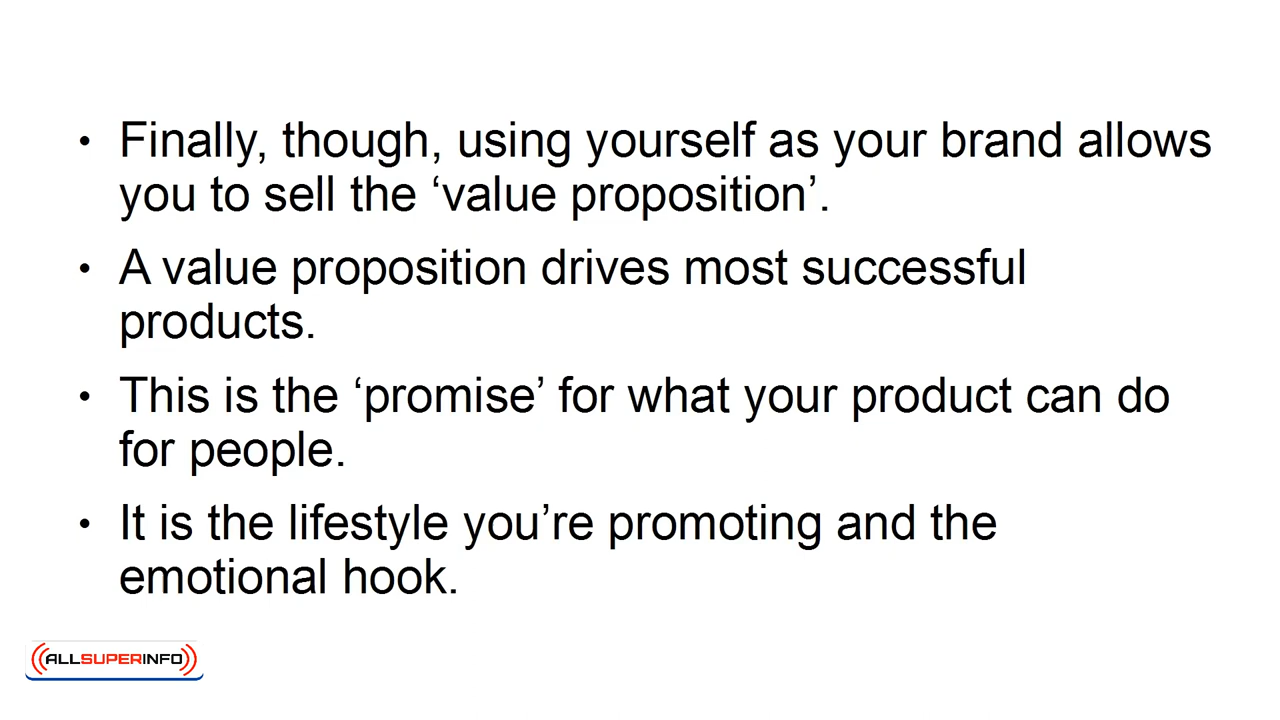 • Finally, though, using yourself as your brand allows
you to sell the ‘value proposition’.
• A value proposition drives most successful
products.
• This is the ‘promise’ for what your product can do
for people.
• It is the lifestyle you’re promoting and the
emotional hook.
ALLSUPERINFO